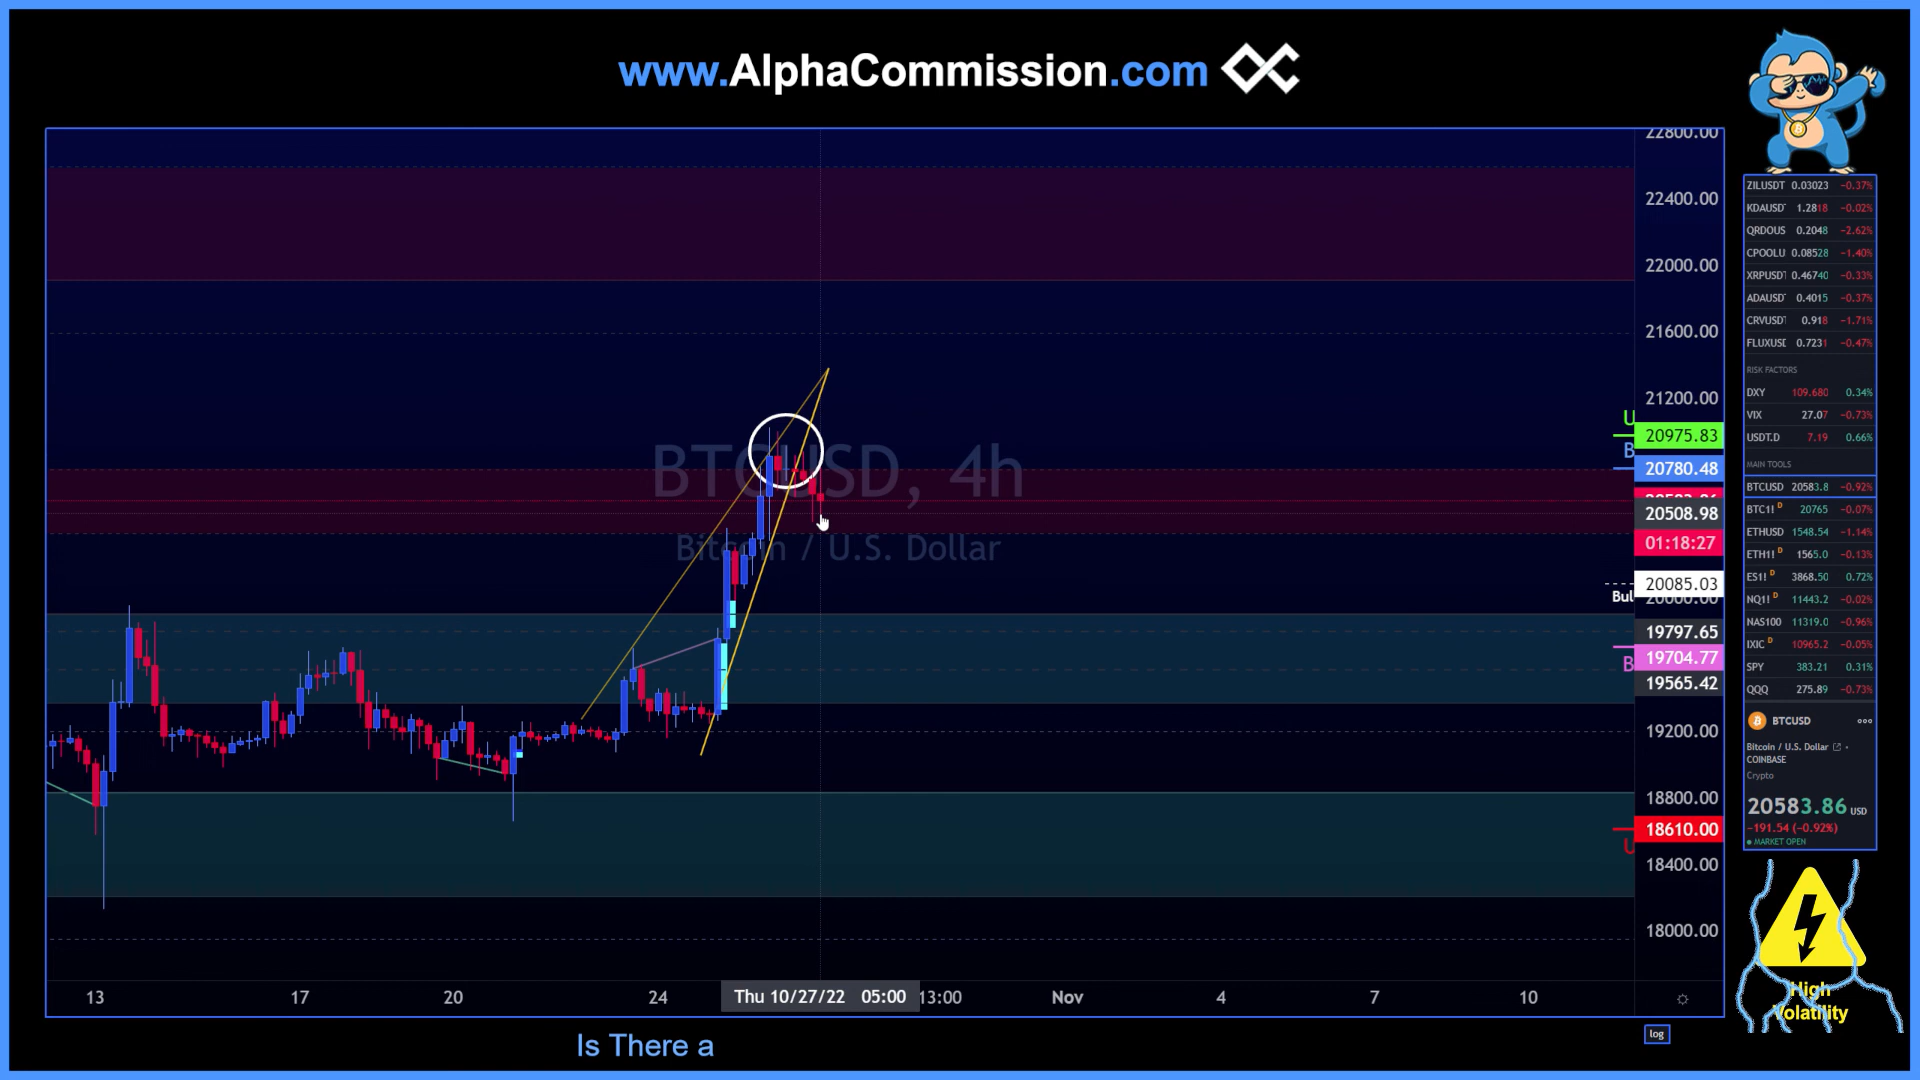 www.AlphaCommission.com
BTCUSD, 4h
Bitcoin / U.S. Dollar
22800.00
22400.00
22000.00
21600.00
21200.00
U
20975.83
B
20780.48
20508.98
01:18:27
20085.03
Bul
19797.65
B
19704.77
19565.42
19200.00
18800.00
18610.00
U
18400.00
18000.00
13
17
20
24
Thu 10/27/22 05:00
13:00
Nov
4
7
10
log
Is There a
ZILUSDT 0.03023 −0.37%
KDAUSD 1.2818 −0.02%
QRDOUS 0.2048 −2.62%
CPOOLU 0.08528 −1.40%
XRPUSD 0.46740 −0.33%
ADAUSD 0.4015 −0.37%
CRVUSD 0.918 −1.71%
FLUXUSD 0.7231 −0.47%
RISK FACTORS
DXY 109.680 0.34%
VIX 27.07 −0.73%
USDT.D 7.19 0.66%
MAIN TOOLS
BTCUSD 20583.8 −0.92%
BTC1! D 20765 −0.07%
ETHUSD 1548.54 −1.14%
ETH1! D 1565.0 −0.13%
ES1! D 3868.50 0.72%
NQ1! D 11443.2 −0.02%
NAS100 11319.0 −0.96%
IXIC D 10965.2 −0.05%
SPY 383.21 0.31%
QQQ 275.89 −0.73%
BTCUSD
Bitcoin / U.S. Dollar
COINBASE
Crypto
20583.86 USD
−191.54 (−0.92%)
MARKET OPEN
High
Volatility